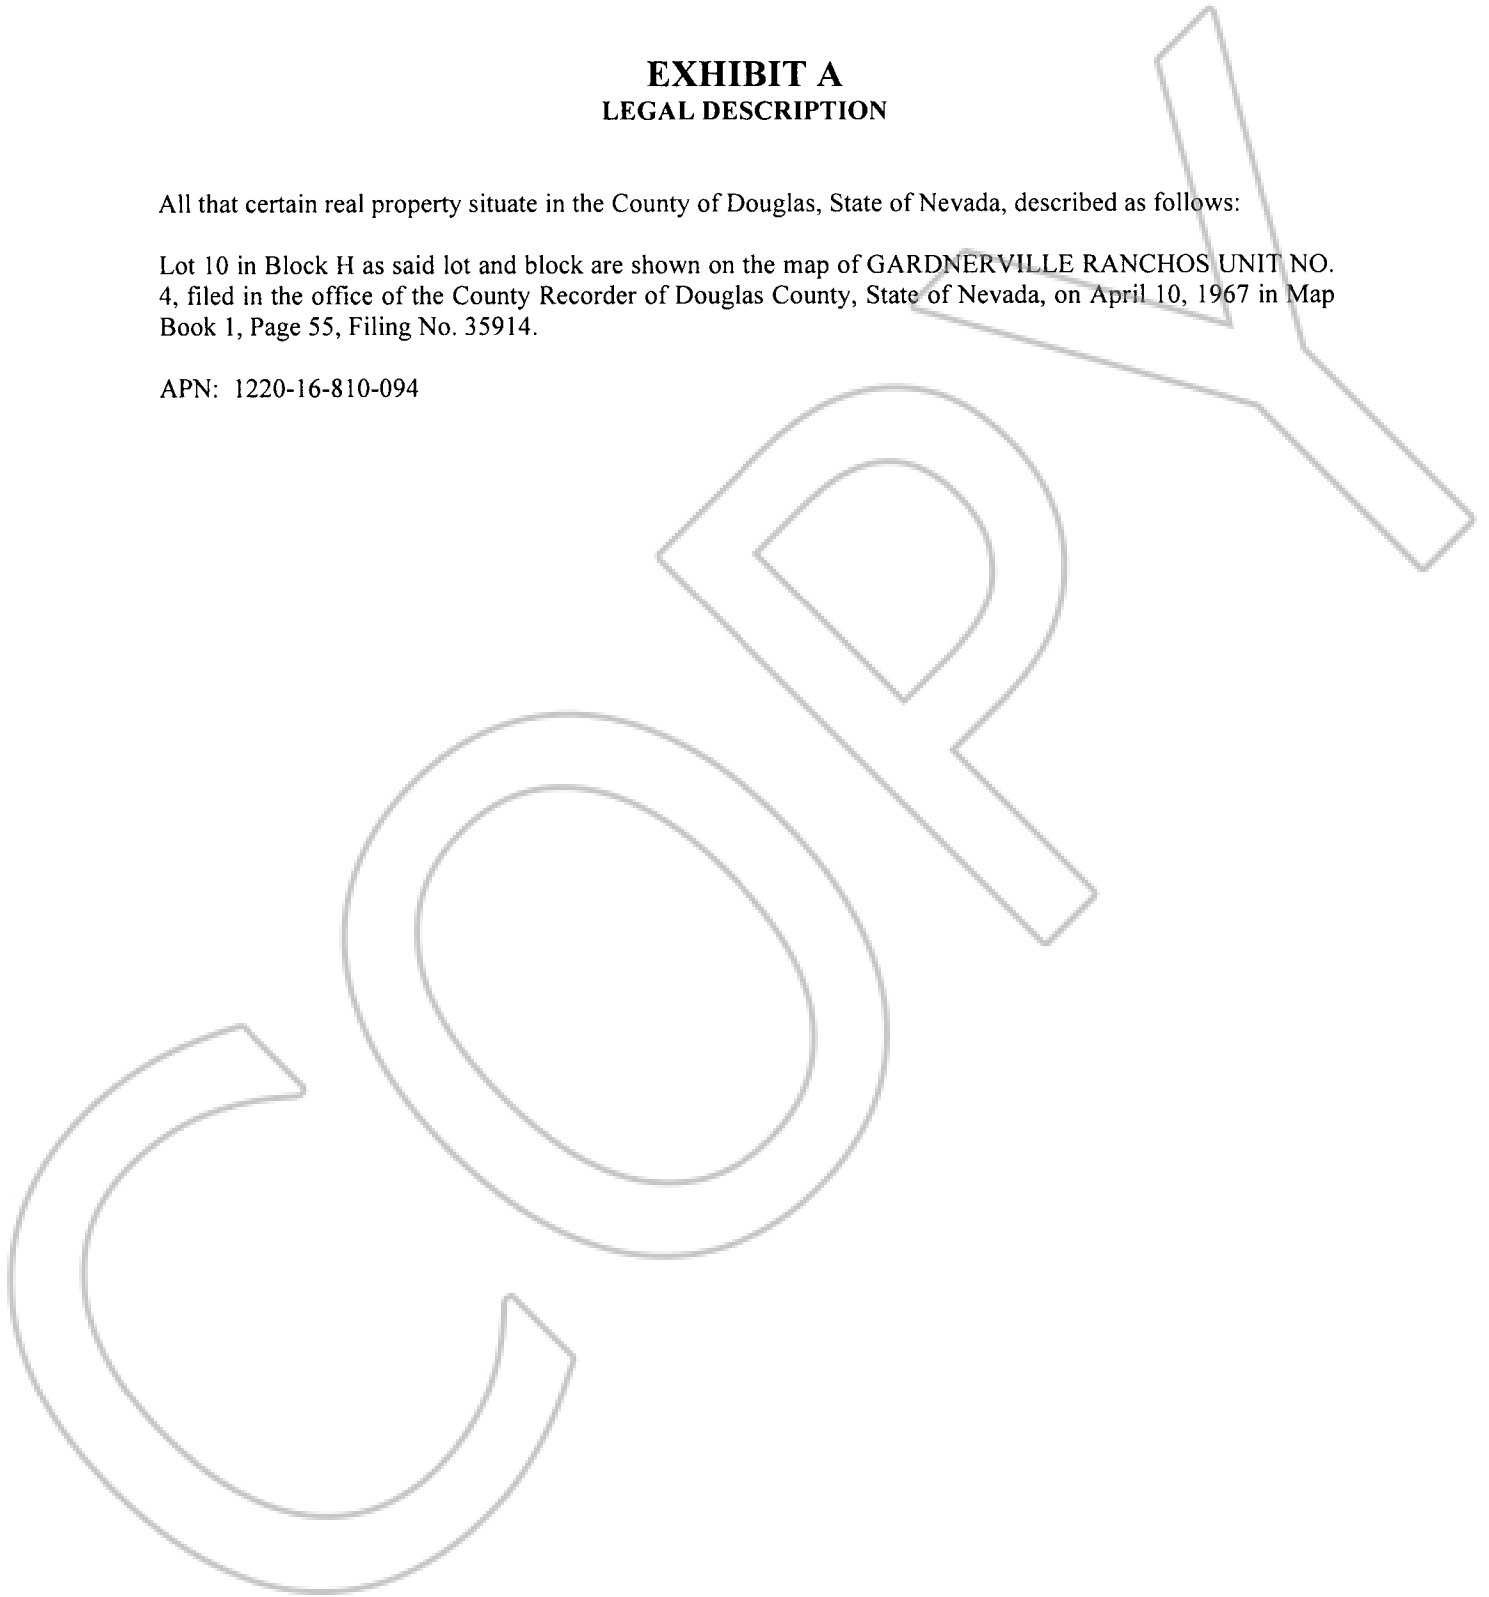 EXHIBIT A
LEGAL DESCRIPTION
All that certain real property situate in the County of Douglas, State of Nevada, described as follows:
Lot 10 in Block H as said lot and block are shown on the map of GARDNERVILLE RANCHOS UNIT NO.
4, filed in the office of the County Recorder of Douglas County, State of Nevada, on April 10, 1967 in Map
Book 1, Page 55, Filing No. 35914.
APN: 1220-16-810-094
COPY